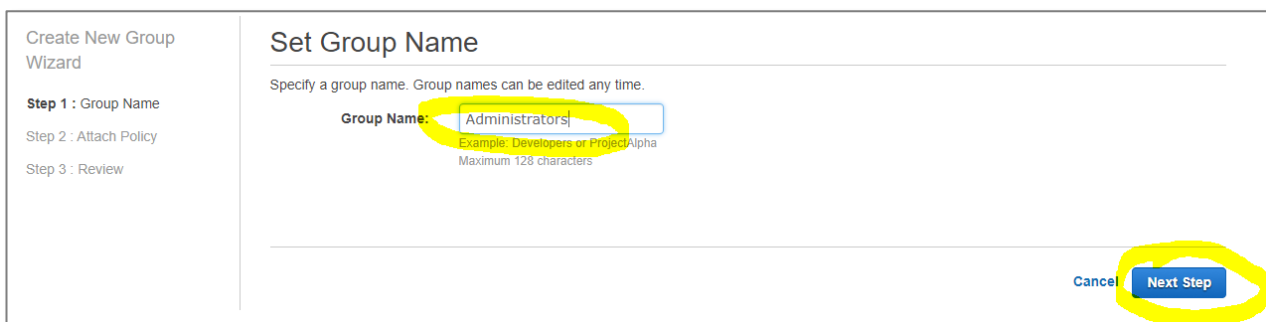 Create New Group
Wizard
Step 1 : Group Name
Step 2 : Attach Policy
Step 3 : Review
Set Group Name
Specify a group name. Group names can be edited any time.
Group Name: Administrators
Example: Developers or ProjectAlpha
Maximum 128 characters
Cancel Next Step